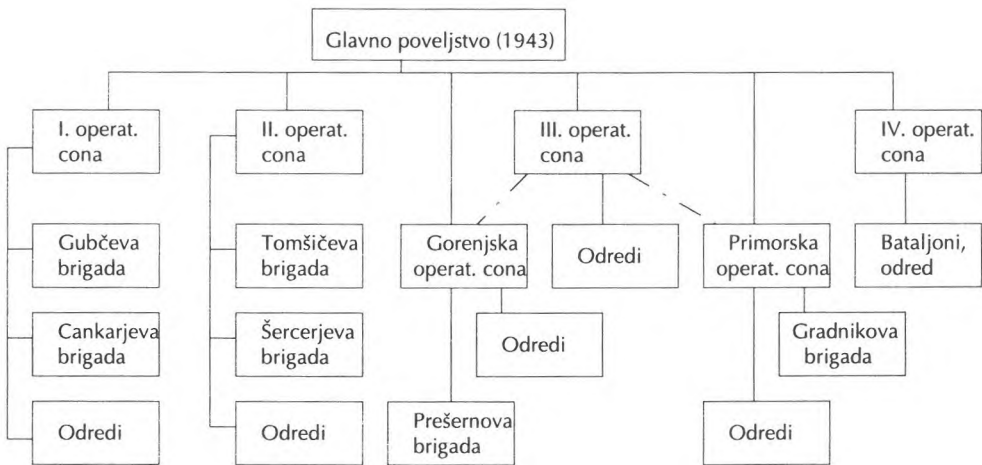 Glavno poveljstvo (1943)
I. operat.
cona
II. operat.
cona
III. operat.
cona
IV. operat.
cona
Gubčeva
brigada
Tomšičeva
brigada
Gorenjska
operat. cona
Odredi
Primorska
operat. cona
Bataljoni,
odred
Cankarjeva
brigada
Šercerjeva
brigada
Odredi
Gradnikova
brigada
Odredi
Odredi
Prešernova
brigada
Odredi